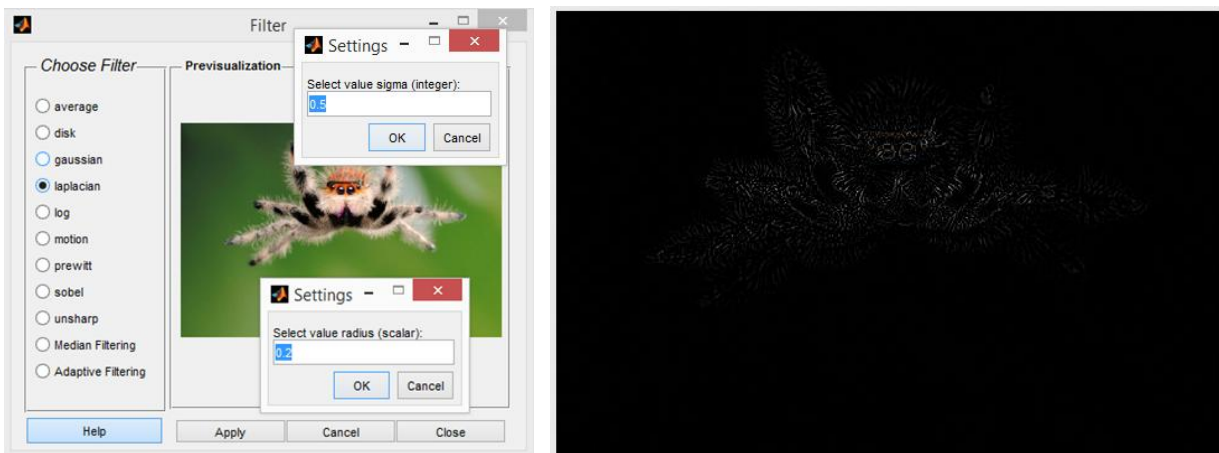 Filter
Choose Filter
average
disk
gaussian
laplacian
log
motion
prewitt
sobel
unsharp
Median Filtering
Adaptive Filtering
Previsualization
Settings
Select value sigma (integer):
0.5
OK Cancel
Settings
Select value radius (scalar):
0.2
OK Cancel
Help Apply Cancel Close